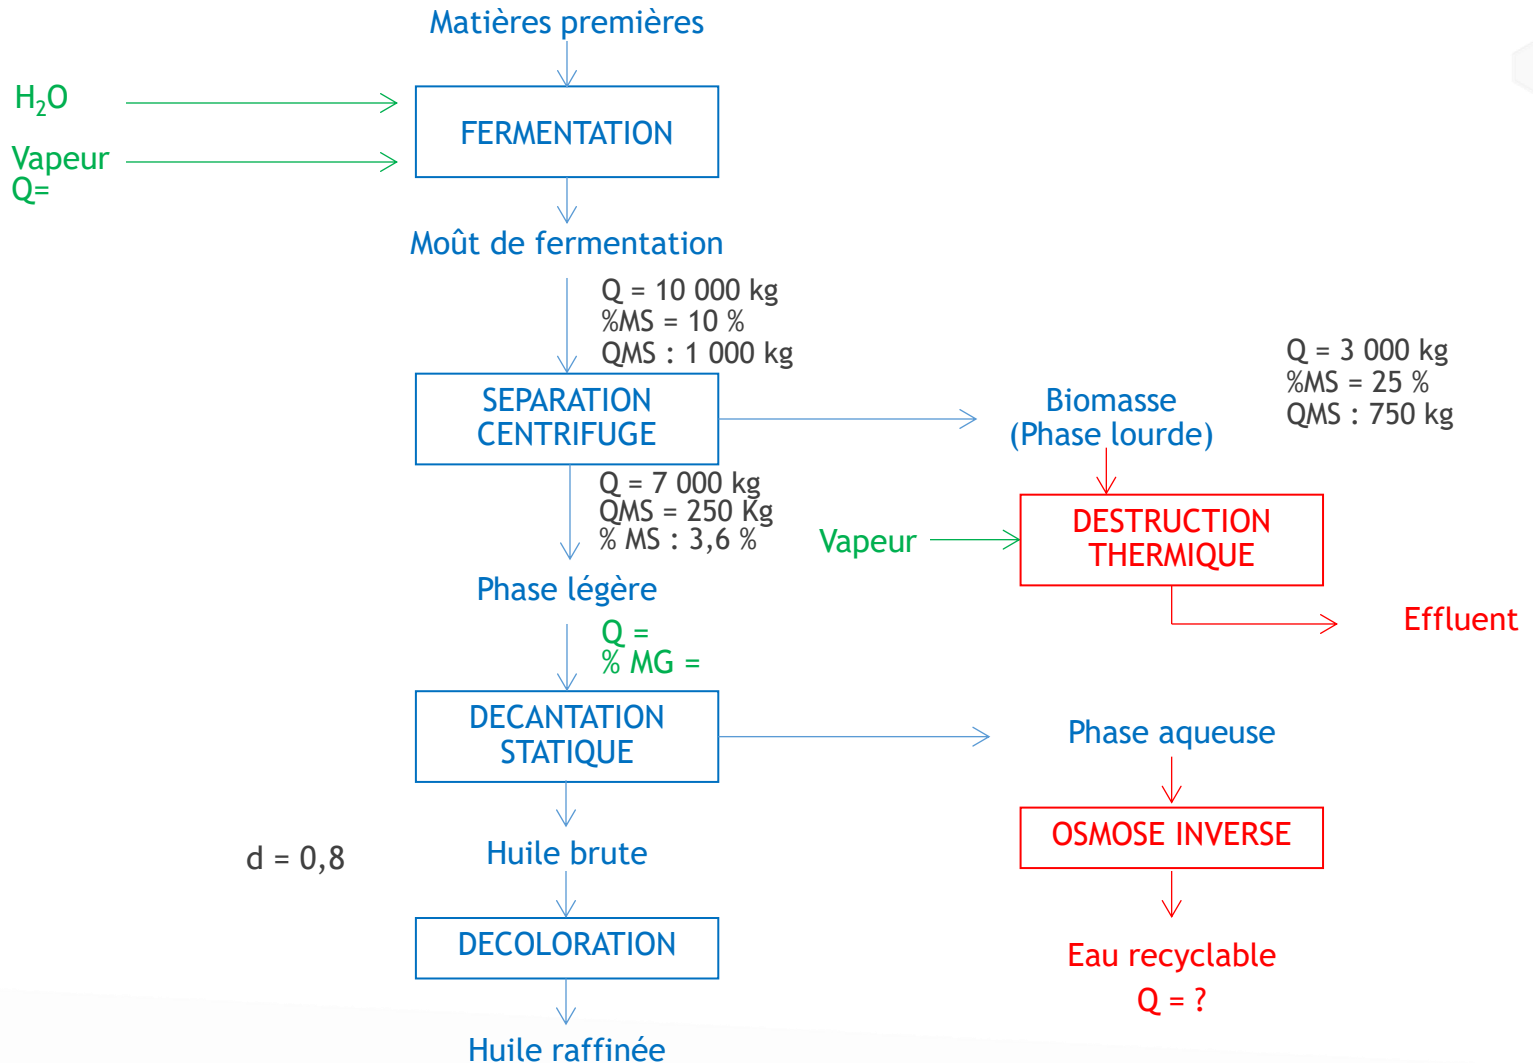 Matières premières
H₂O
FERMENTATION
Vapeur
Q=
Moût de fermentation
Q = 10 000 kg
%MS = 10 %
QMS : 1 000 kg
SEPARATION
CENTRIFUGE
Biomasse
(Phase lourde)
Q = 3 000 kg
%MS = 25 %
QMS : 750 kg
Q = 7 000 kg
QMS = 250 Kg
% MS : 3,6 %
Vapeur
DESTRUCTION
THERMIQUE
Phase légère
Effluent
Q =
% MG =
DECANTATION
STATIQUE
Phase aqueuse
OSMOSE INVERSE
d = 0,8
Huile brute
DECOLORATION
Eau recyclable
Q = ?
Huile raffinée